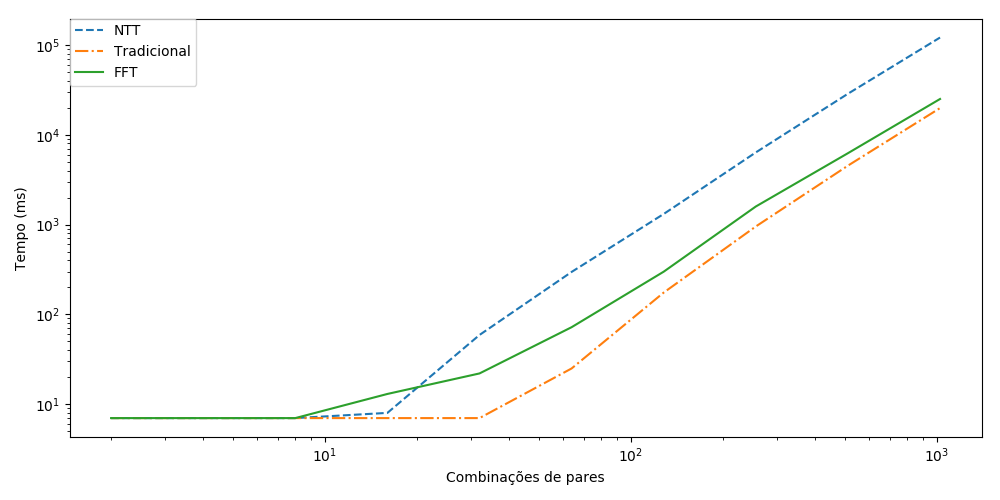 NTT
Tradicional
FFT
10^5
10^4
10^3
10^2
10^1
Tempo (ms)
10^1 10^2 10^3
Combinações de pares